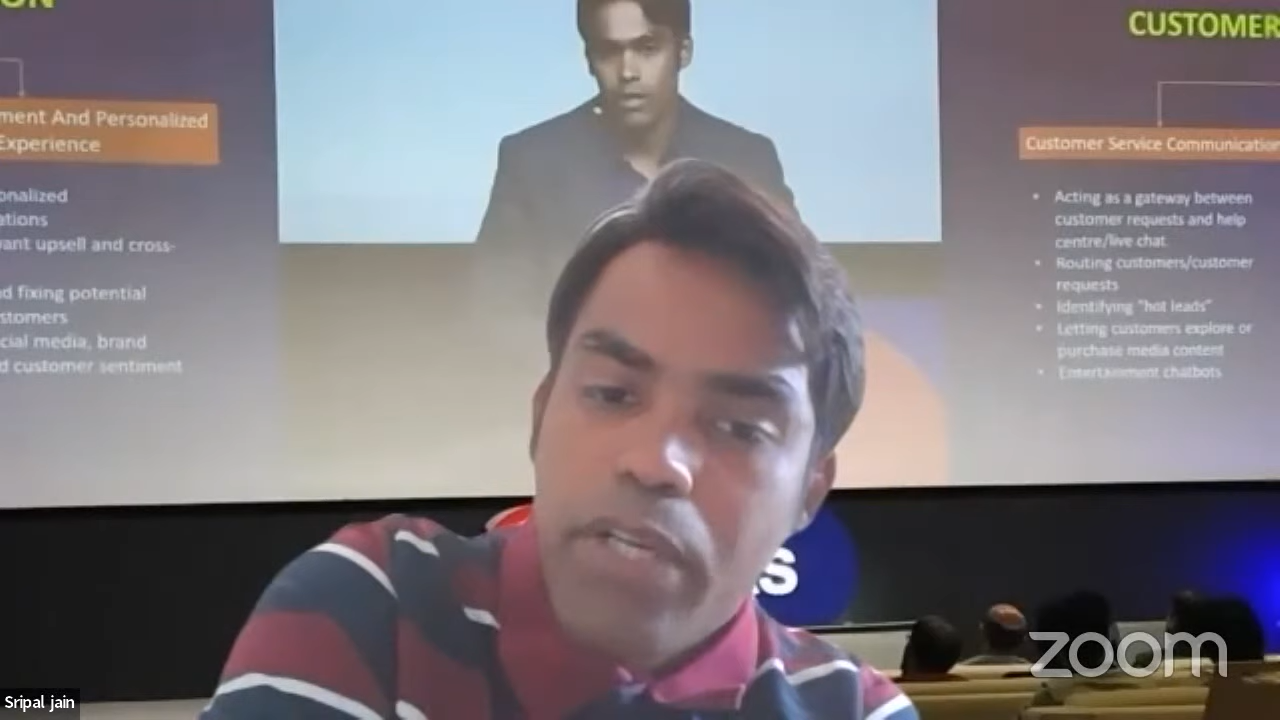 ON
ment And Personalized
Experience
onalized
ations
vant upsell and cross-
d fixing potential
stomers
cial media, brand
d customer sentiment
CUSTOMER
Customer Service Communication
• Acting as a gateway between
customer requests and help
centre/live chat.
• Routing customers/customer
requests
• Identifying "hot leads"
• Letting customers explore or
purchase media content
• Entertainment chatbots
s
zoom
Sripal jain